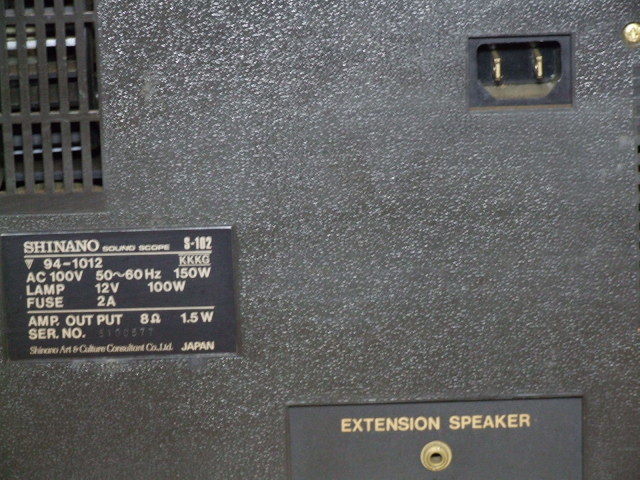 SHINANO SOUND SCOPE S-102
▽ 94-1012 KKKG
AC 100V 50~60Hz 150W
LAMP 12V 100W
FUSE 2A
AMP. OUT PUT 8Ω 1.5W
SER. NO.
Shinano Art & Culture Consultant Co., Ltd. JAPAN
EXTENSION SPEAKER